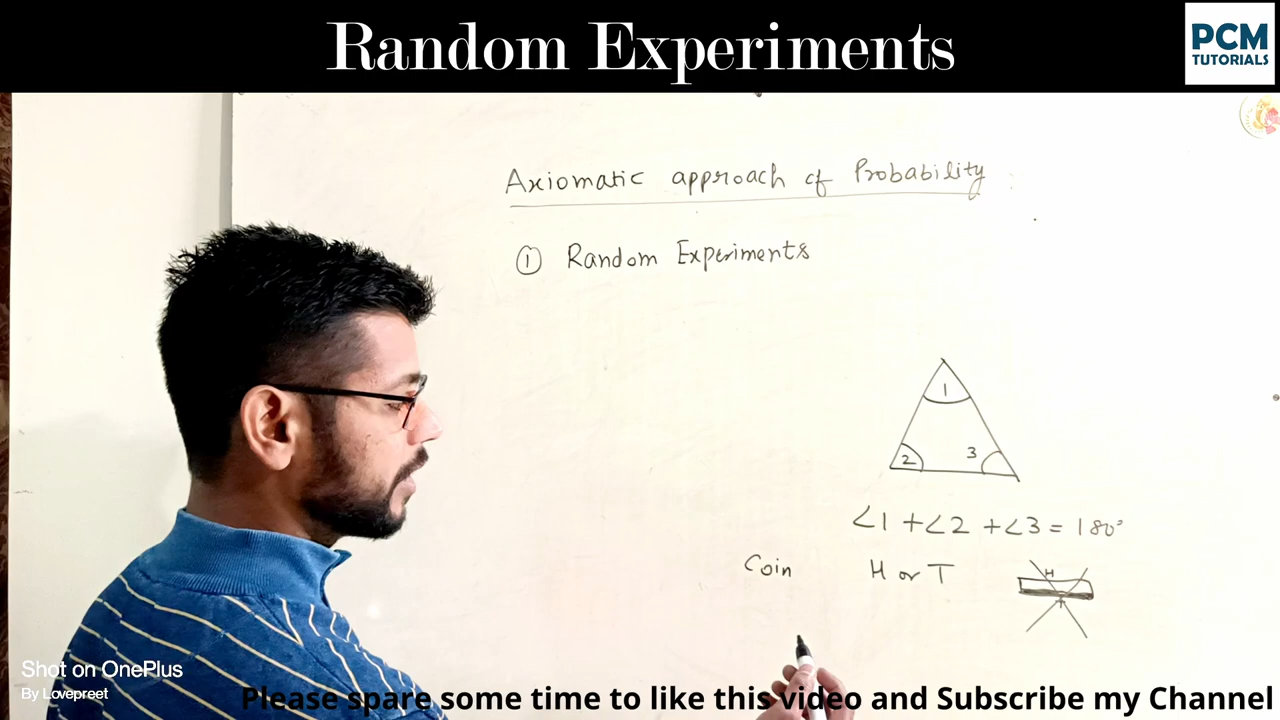 Random Experiments
PCM
TUTORIALS
Axiomatic approach of Probability
① Random Experiments
1
2
3
∠1 + ∠2 + ∠3 = 180°
Coin H or T
H
T
Shot on OnePlus
By Lovepreet
Please spare some time to like this video and Subscribe my Channel